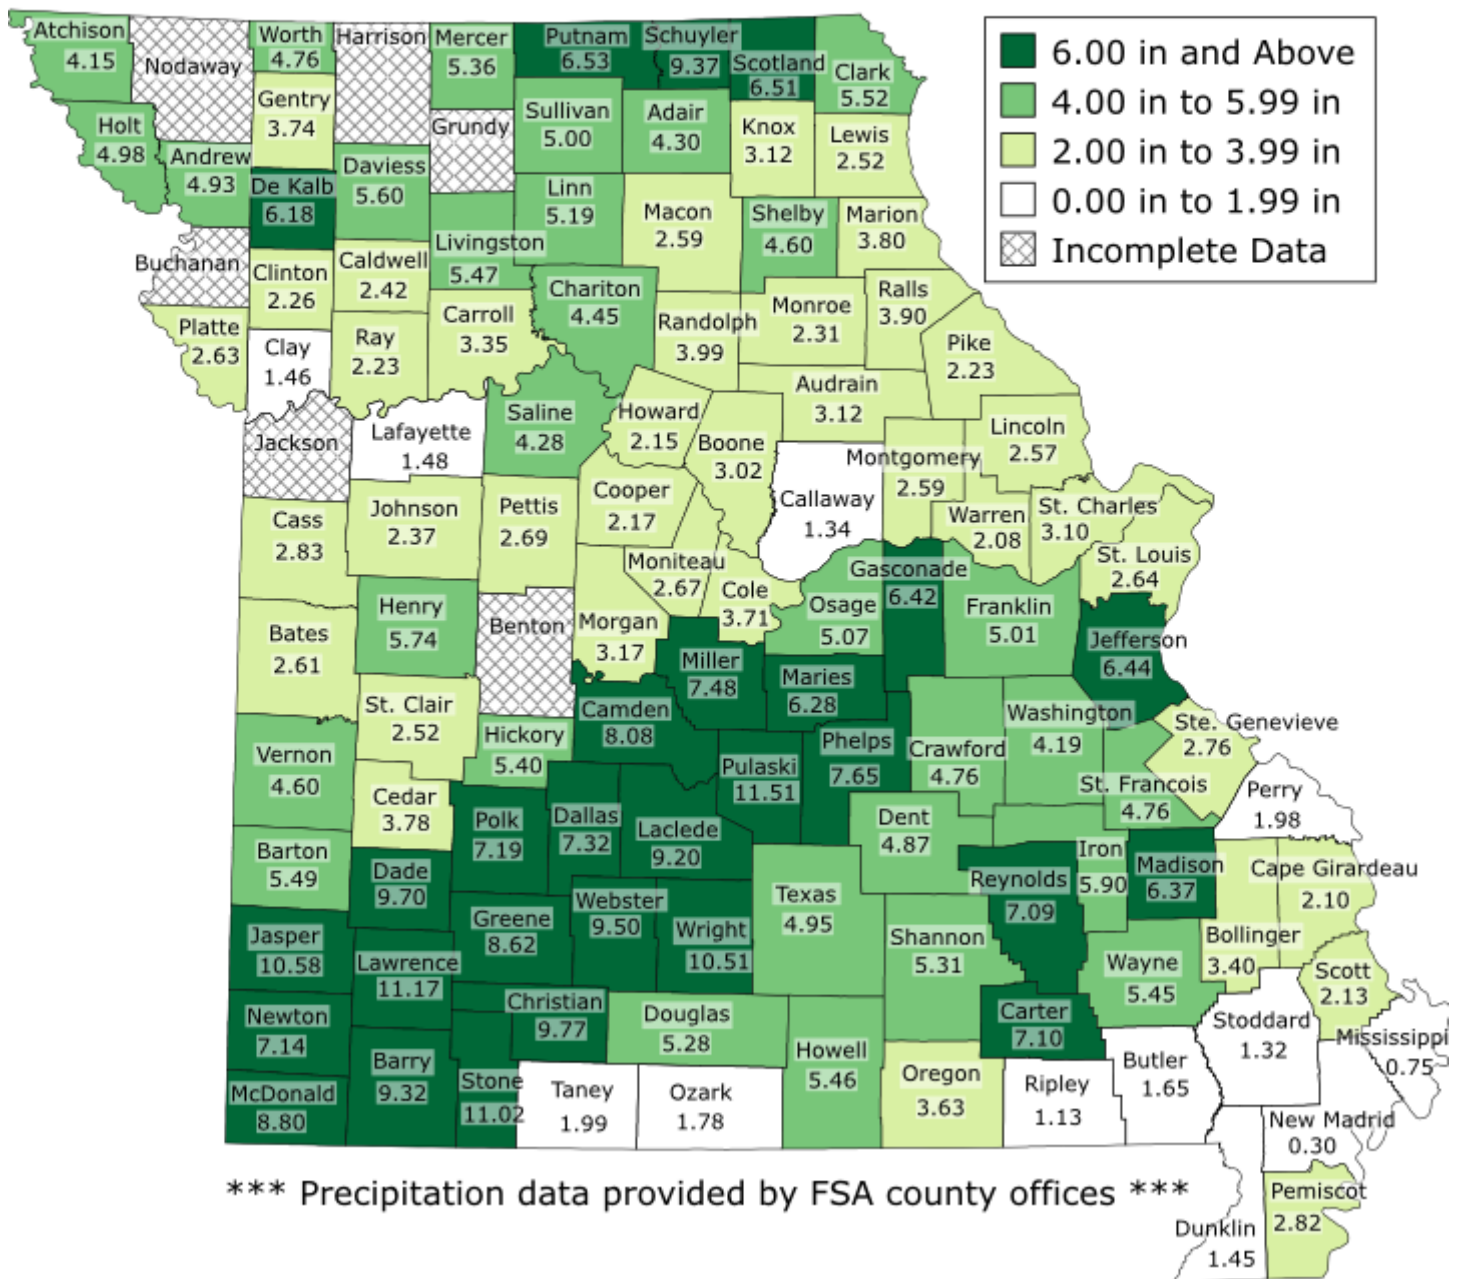 Atchison
4.15
Nodaway
Worth
4.76
Harrison
Mercer
5.36
Putnam
6.53
Schuyler
9.37
Scotland
6.51
Clark
5.52
6.00 in and Above
4.00 in to 5.99 in
2.00 in to 3.99 in
0.00 in to 1.99 in
Incomplete Data
Holt
4.98
Andrew
4.93
Gentry
3.74
De Kalb
6.18
Daviess
5.60
Grundy
Sullivan
5.00
Adair
4.30
Knox
3.12
Lewis
2.52
Linn
5.19
Macon
2.59
Shelby
4.60
Marion
3.80
Buchanan
Clinton
2.26
Caldwell
2.42
Livingston
5.47
Chariton
4.45
Randolph
3.99
Monroe
2.31
Ralls
3.90
Platte
2.63
Clay
1.46
Ray
2.23
Carroll
3.35
Pike
2.23
Audrain
3.12
Jackson
Lafayette
1.48
Saline
4.28
Howard
2.15
Boone
3.02
Callaway
1.34
Montgomery
2.59
Lincoln
2.57
Cass
2.83
Johnson
2.37
Pettis
2.69
Cooper
2.17
Moniteau
2.67
Cole
3.71
Warren
2.08
St. Charles
3.10
St. Louis
2.64
Bates
2.61
Henry
5.74
Benton
Morgan
3.17
Miller
7.48
Osage
5.07
Gasconade
6.42
Franklin
5.01
Jefferson
6.44
Maries
6.28
St. Clair
2.52
Hickory
5.40
Camden
8.08
Pulaski
11.51
Phelps
7.65
Crawford
4.76
Washington
4.19
Ste. Genevieve
2.76
St. Francois
4.76
Perry
1.98
Vernon
4.60
Cedar
3.78
Polk
7.19
Dallas
7.32
Laclede
9.20
Dent
4.87
Iron
5.90
Madison
6.37
Cape Girardeau
2.10
Barton
5.49
Dade
9.70
Greene
8.62
Webster
9.50
Wright
10.51
Texas
4.95
Reynolds
7.09
Shannon
5.31
Wayne
5.45
Bollinger
3.40
Scott
2.13
Jasper
10.58
Lawrence
11.17
Christian
9.77
Douglas
5.28
Howell
5.46
Carter
7.10
Stoddard
1.32
Mississippi
0.75
Newton
7.14
Barry
9.32
Stone
11.02
Taney
1.99
Ozark
1.78
Oregon
3.63
Ripley
1.13
Butler
1.65
McDonald
8.80
New Madrid
0.30
Pemiscot
2.82
Dunklin
1.45
*** Precipitation data provided by FSA county offices ***